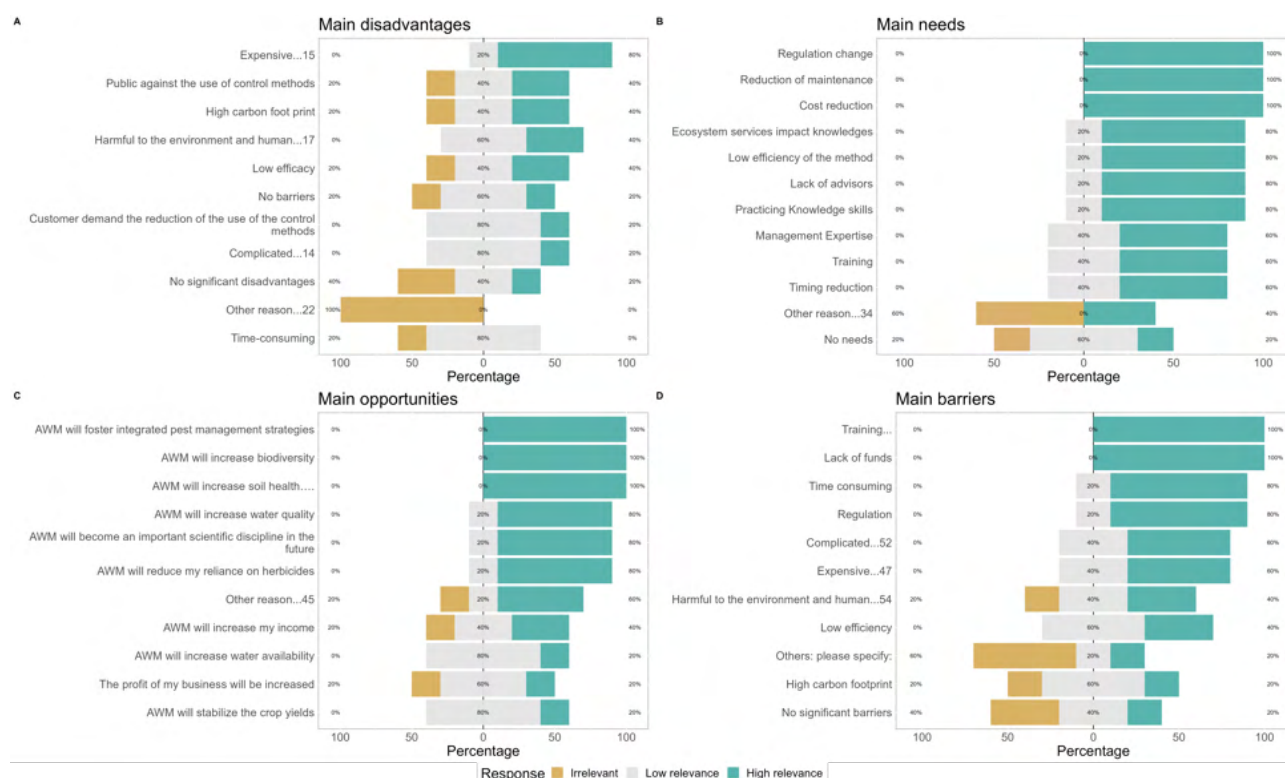 A
Main disadvantages
Expensive...15 0% 20% 80%
Public against the use of control methods 20% 40% 40%
High carbon foot print 20% 40% 40%
Harmful to the environment and human...17 0% 60% 40%
Low efficacy 20% 40% 40%
No barriers 20% 60% 20%
Customer demand the reduction of the use of the control
methods 0% 80% 20%
Complicated...14 0% 80% 20%
No significant disadvantages 40% 40% 20%
Other reason...22 100% 0% 0%
Time-consuming 20% 80% 0%
100 50 0 50 100
Percentage
B
Main needs
Regulation change 0% 0% 100%
Reduction of maintenance 0% 0% 100%
Cost reduction 0% 0% 100%
Ecosystem services impact knowledges 0% 20% 80%
Low efficiency of the method 0% 20% 80%
Lack of advisors 0% 20% 80%
Practicing Knowledge skills 0% 20% 80%
Management Expertise 0% 40% 60%
Training 0% 40% 60%
Timing reduction 0% 40% 60%
Other reason...34 60% 0% 40%
No needs 20% 60% 20%
100 50 0 50 100
Percentage
C
Main opportunities
AWM will foster integrated pest management strategies 0% 0% 100%
AWM will increase biodiversity 0% 0% 100%
AWM will increase soil health.... 0% 0% 100%
AWM will increase water quality 0% 20% 80%
AWM will become an important scientific discipline in the
future 0% 20% 80%
AWM will reduce my reliance on herbicides 0% 20% 80%
Other reason...45 20% 20% 60%
AWM will increase my income 20% 40% 40%
AWM will increase water availability 0% 80% 20%
The profit of my business will be increased 20% 60% 20%
AWM will stabilize the crop yields 0% 80% 20%
100 50 0 50 100
Percentage
D
Main barriers
Training... 0% 0% 100%
Lack of funds 0% 0% 100%
Time consuming 0% 20% 80%
Regulation 0% 20% 80%
Complicated...52 0% 40% 60%
Expensive...47 0% 40% 60%
Harmful to the environment and human...54 20% 40% 40%
Low efficiency 0% 60% 40%
Others: please specify: 60% 20% 20%
High carbon footprint 20% 60% 20%
No significant barriers 40% 40% 20%
100 50 0 50 100
Percentage
Response Irrelevant Low relevance High relevance